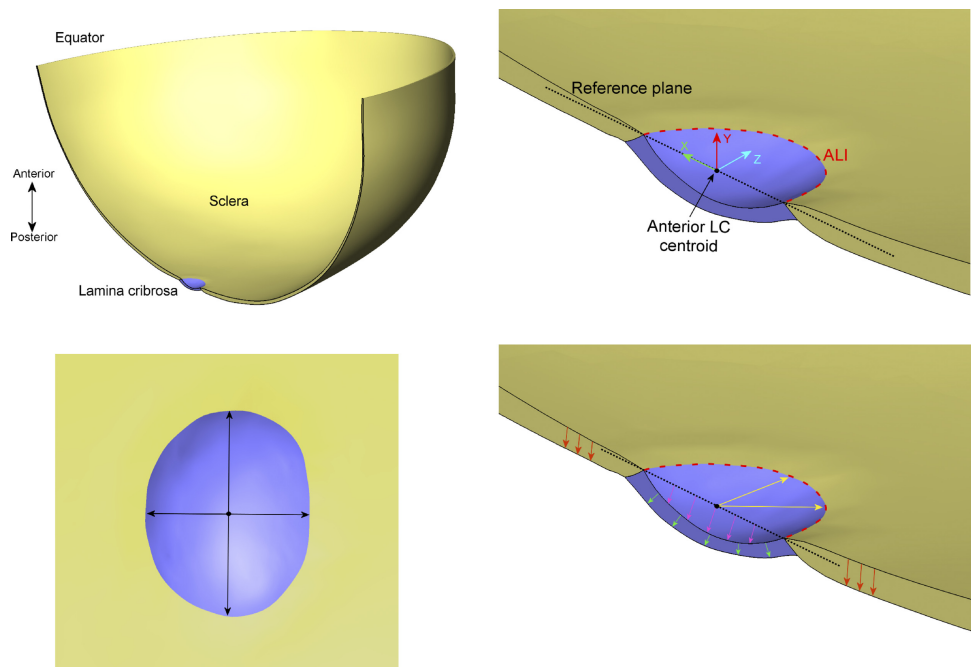 Equator
Anterior
Posterior
Sclera
Lamina cribrosa
Reference plane
Y
X
Z
ALI
Anterior LC
centroid